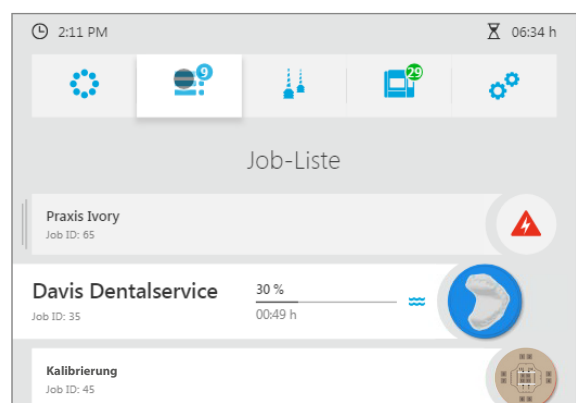 2:11 PM
06:34 h
9
29
Job-Liste
Praxis Ivory
Job ID: 65
Davis Dentalservice
Job ID: 35
30 %
00:49 h
Kalibrierung
Job ID: 45